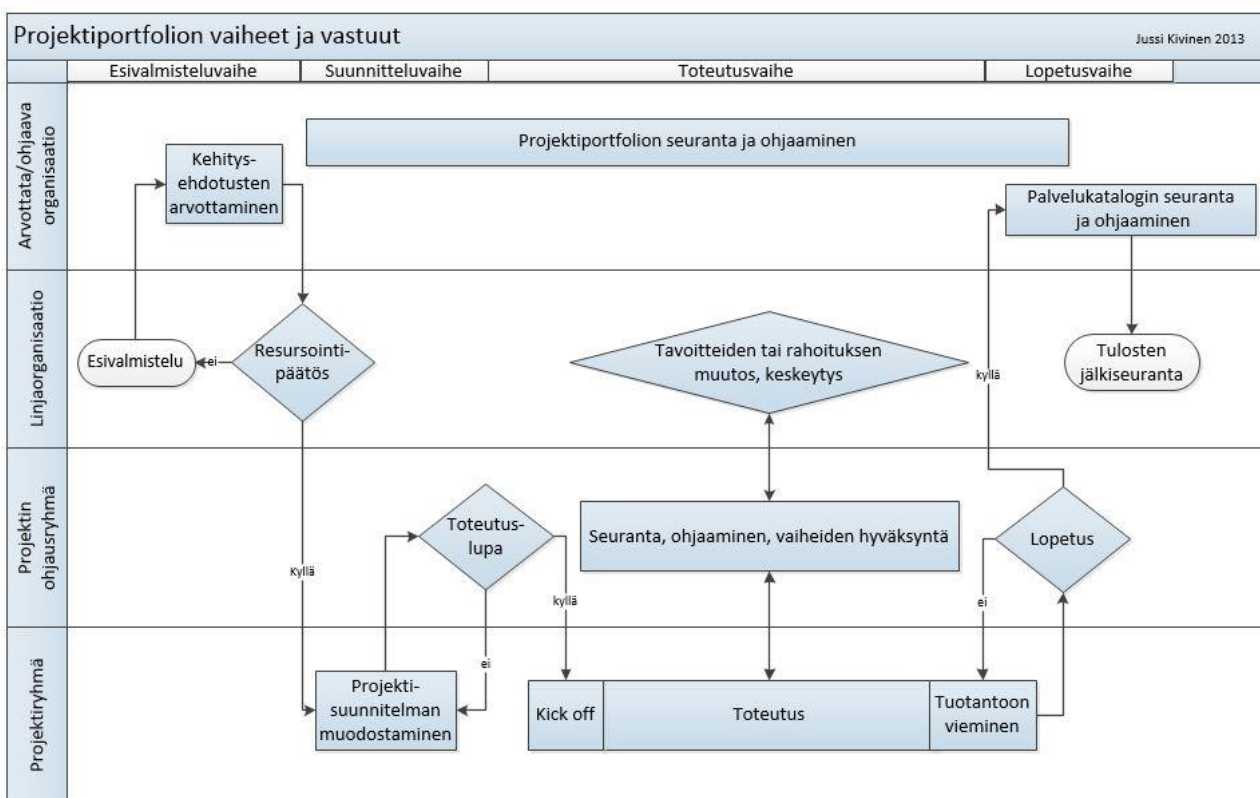 Projektiportfolion vaiheet ja vastuut
Jussi Kivinen 2013
Esivalmisteluvaihe
Suunnitteluvaihe
Toteutusvaihe
Lopetusvaihe
Arvottata/ohjaava
organisaatio
Projektiportfolion seuranta ja ohjaaminen
Kehitys-
ehdotusten
arvottaminen
Palvelukatalogin seuranta
ja ohjaaminen
Linjaorganisaatio
Esivalmistelu
ei
Resursointi-
päätös
Tavoitteiden tai rahoituksen
muutos, keskeytys
kyllä
Tulosten
jälkiseuranta
Projektin
ohjausryhmä
Kyllä
Toteutus-
lupa
kyllä
ei
Seuranta, ohjaaminen, vaiheiden hyväksyntä
Lopetus
ei
Projektiryhmä
Projekti-
suunnitelman
muodostaminen
Kick off
Toteutus
Tuotantoon
vieminen